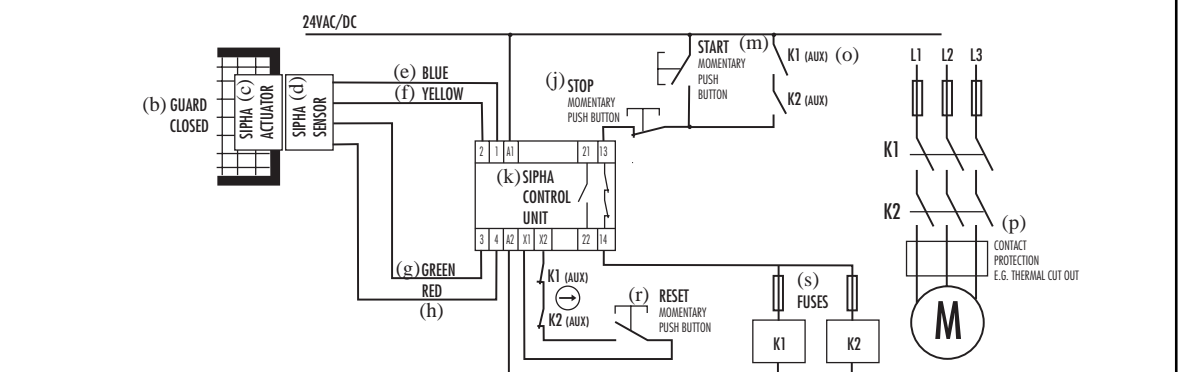 24VAC/DC
(b) GUARD
CLOSED
SIPHA (c)
ACTUATOR
SIPHA (d)
SENSOR
(e) BLUE
(f) YELLOW
(g) GREEN
RED
(h)
(j) STOP
MOMENTARY
PUSH BUTTON
START (m)
MOMENTARY
PUSH
BUTTON
K1 (AUX) (o)
K2 (AUX)
2 1 A1 21 13
(k) SIPHA
CONTROL
UNIT
3 4 A2 X1 X2 22 14
K1 (AUX)
K2 (AUX)
(r) RESET
MOMENTARY
PUSH BUTTON
(s)
FUSES
K1 K2
L1 L2 L3
K1
K2
(p)
CONTACT
PROTECTION
E.G. THERMAL CUT OUT
M